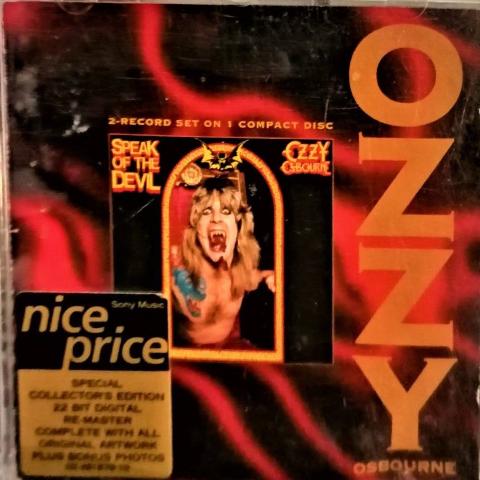 OZZY
OSBOURNE
2-RECORD SET ON 1 COMPACT DISC
SPEAK
OF THE
DEVIL
OZZY
OSBOURNE
Sony Music
nice
price
SPECIAL
COLLECTOR'S EDITION
22 BIT DIGITAL
RE-MASTER
COMPLETE WITH ALL
ORIGINAL ARTWORK
PLUS BONUS PHOTOS